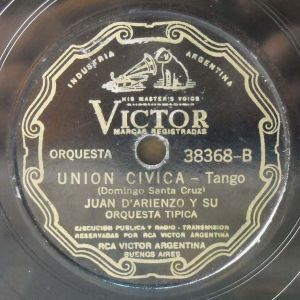 INDUSTRIA ARGENTINA
HIS MASTER'S VOICE
VICTOR
MARCAS REGISTRADAS
ORQUESTA 38368-B
UNION CIVICA - Tango
(Domingo Santa Cruz)
JUAN D'ARIENZO Y SU
ORQUESTA TIPICA
EJECUCION PUBLICA Y RADIO - TRANSMISION
RESERVADAS POR RCA VICTOR ARGENTINA
RCA VICTOR ARGENTINA
BUENOS AIRES